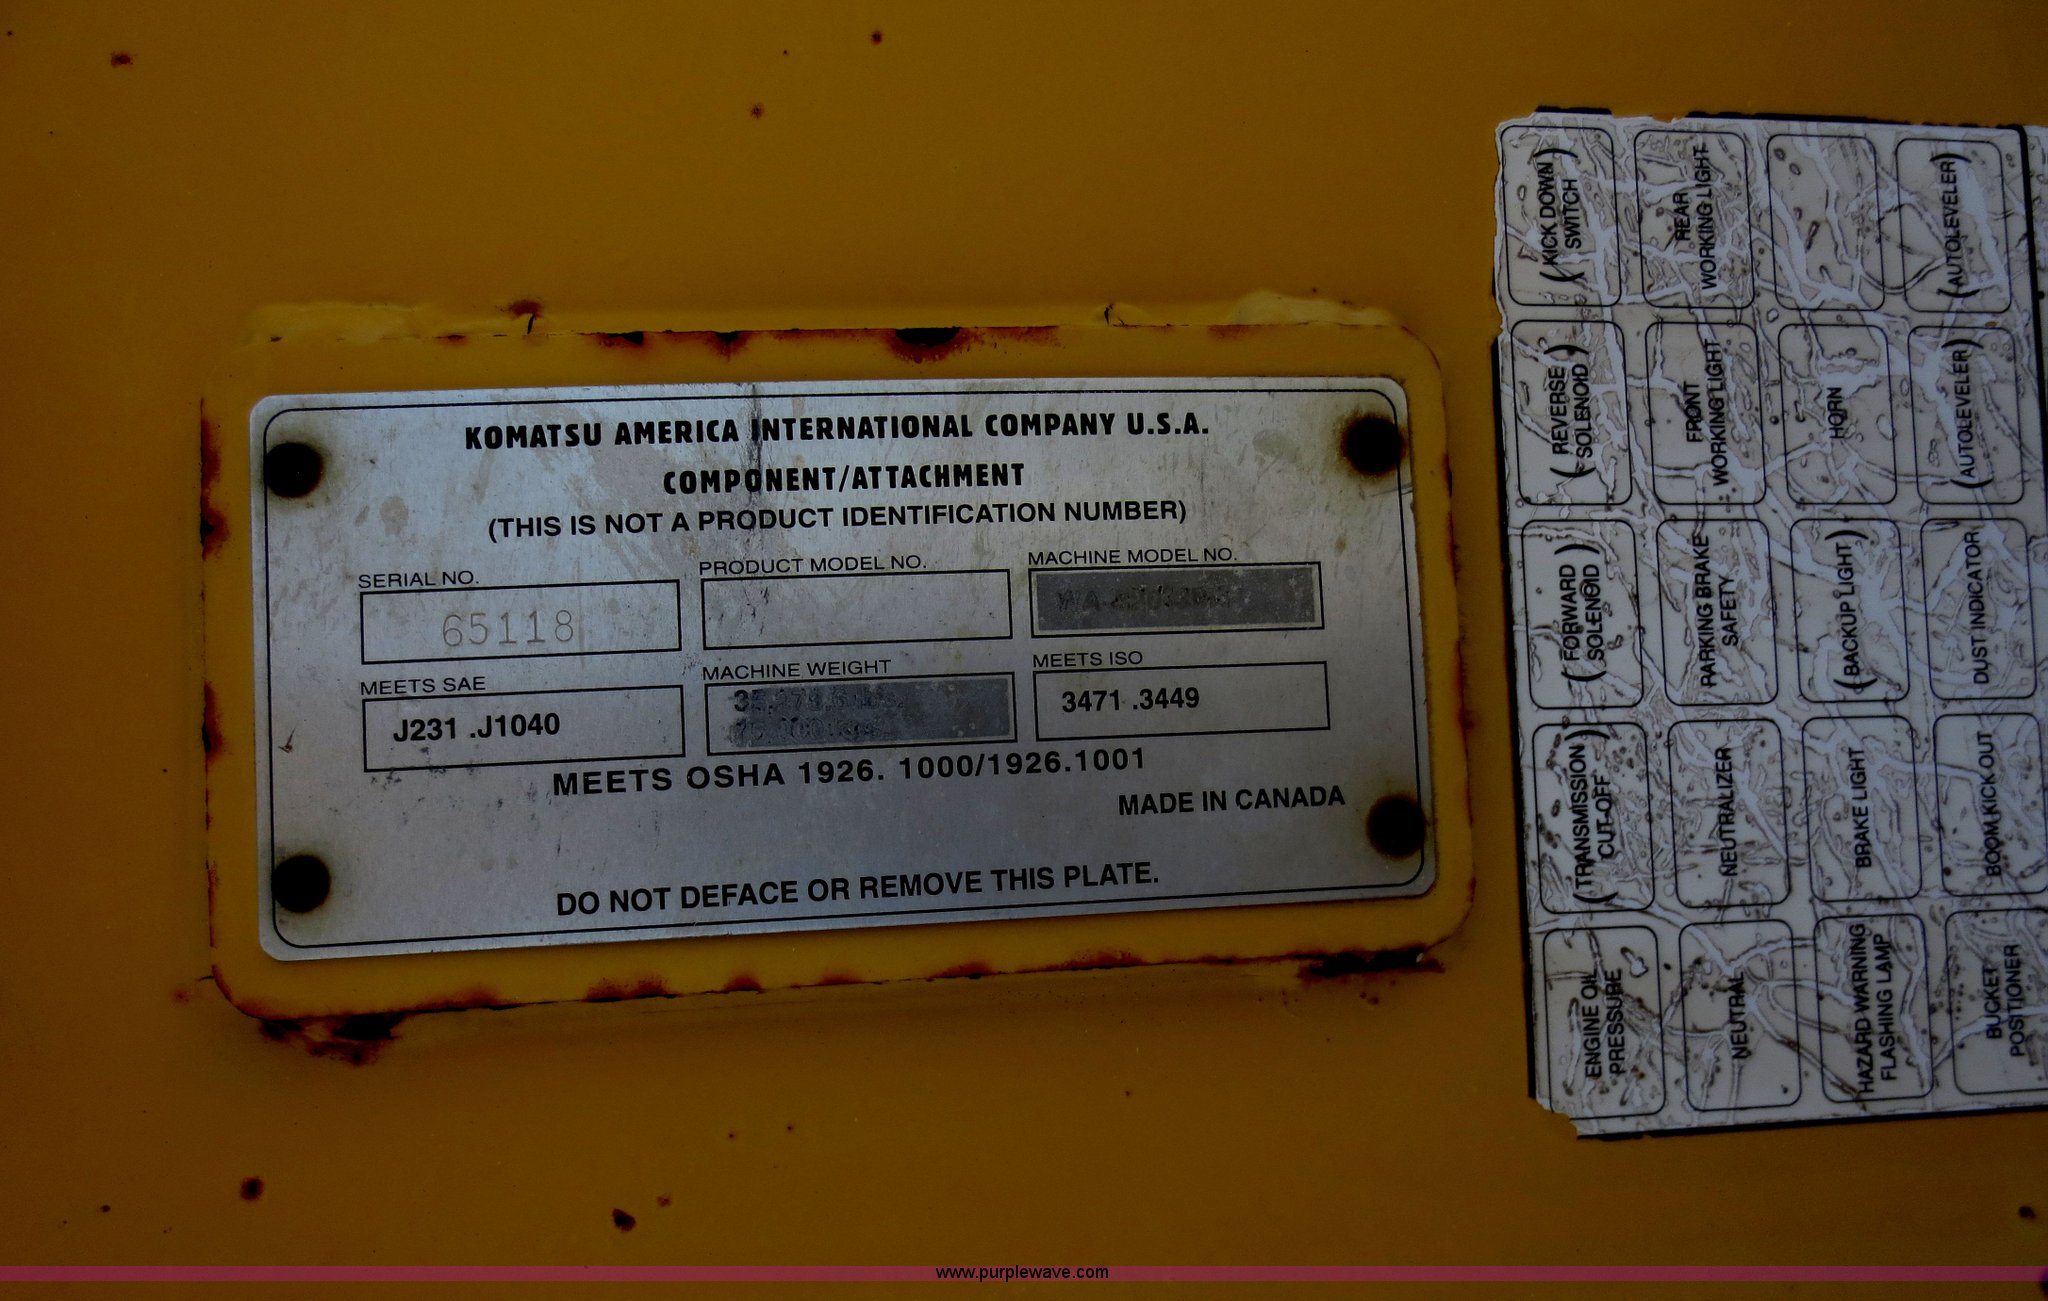 KOMATSU AMERICA INTERNATIONAL COMPANY U.S.A.
COMPONENT/ATTACHMENT
(THIS IS NOT A PRODUCT IDENTIFICATION NUMBER)
SERIAL NO.
65118
PRODUCT MODEL NO.
MACHINE MODEL NO.
MEETS SAE
J231 .J1040
MACHINE WEIGHT
MEETS ISO
3471 .3449
MEETS OSHA 1926. 1000/1926.1001
MADE IN CANADA
DO NOT DEFACE OR REMOVE THIS PLATE.
(KICK DOWN
SWITCH)
(REVERSE
SOLENOID)
(FORWARD
SOLENOID)
(TRANSMISSION
CUT-OFF)
ENGINE OIL
PRESSURE
REAR
WORKING LIGHT
FRONT
WORKING LIGHT
PARKING BRAKE
SAFETY
NEUTRALIZER
NEUTRAL
HORN
(BACKUP LIGHT)
BRAKE LIGHT
HAZARD WARNING
FLASHING LAMP
(AUTOLEVELER)
(AUTOLEVELER)
DUST INDICATOR
BOOM KICK OUT
BUCKET
POSITIONER
www.purplewave.com